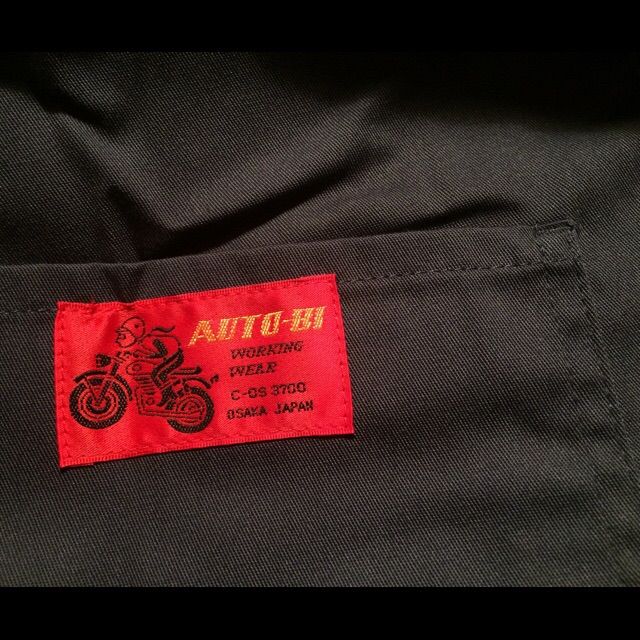 AUTO-BI
WORKING
WEAR
C-OS 3700
OSAKA JAPAN